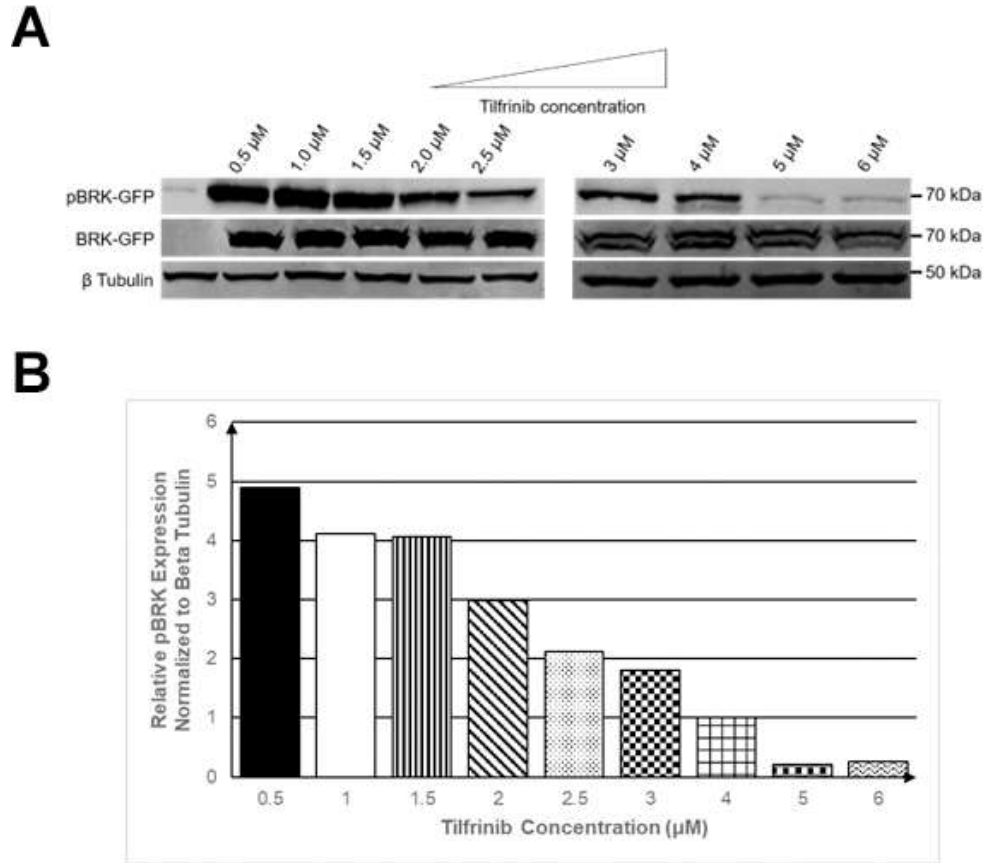 A
Tilfrinib concentration
0.5 µM 1.0 µM 1.5 µM 2.0 µM 2.5 µM 3 µM 4 µM 5 µM 6 µM
pBRK-GFP 70 kDa
BRK-GFP 70 kDa
β Tubulin 50 kDa
B
Relative pBRK Expression
Normalized to Beta Tubulin
6
5
4
3
2
1
0
0.5 1 1.5 2 2.5 3 4 5 6
Tilfrinib Concentration (µM)